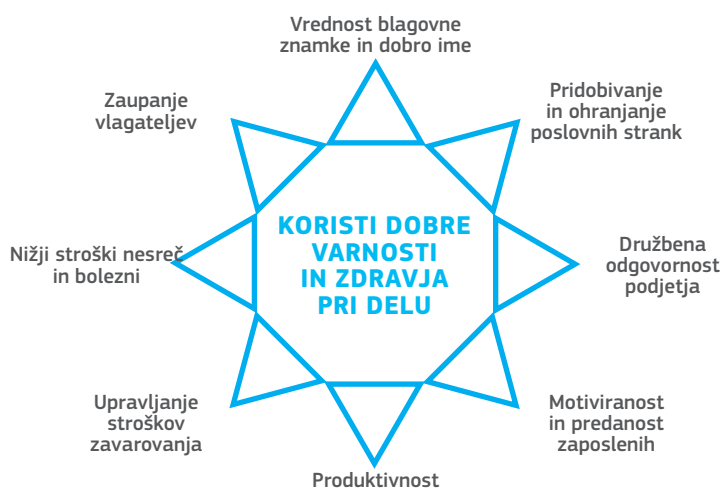 Vrednost blagovne
znamke in dobro ime
Pridobivanje
in ohranjanje
poslovnih strank
Družbena
odgovornost
podjetja
Motiviranost
in predanost
zaposlenih
Produktivnost
Upravljanje
stroškov
zavarovanja
Nižji stroški nesreč
in bolezni
Zaupanje
vlagateljev
KORISTI DOBRE
VARNOSTI
IN ZDRAVJA
PRI DELU